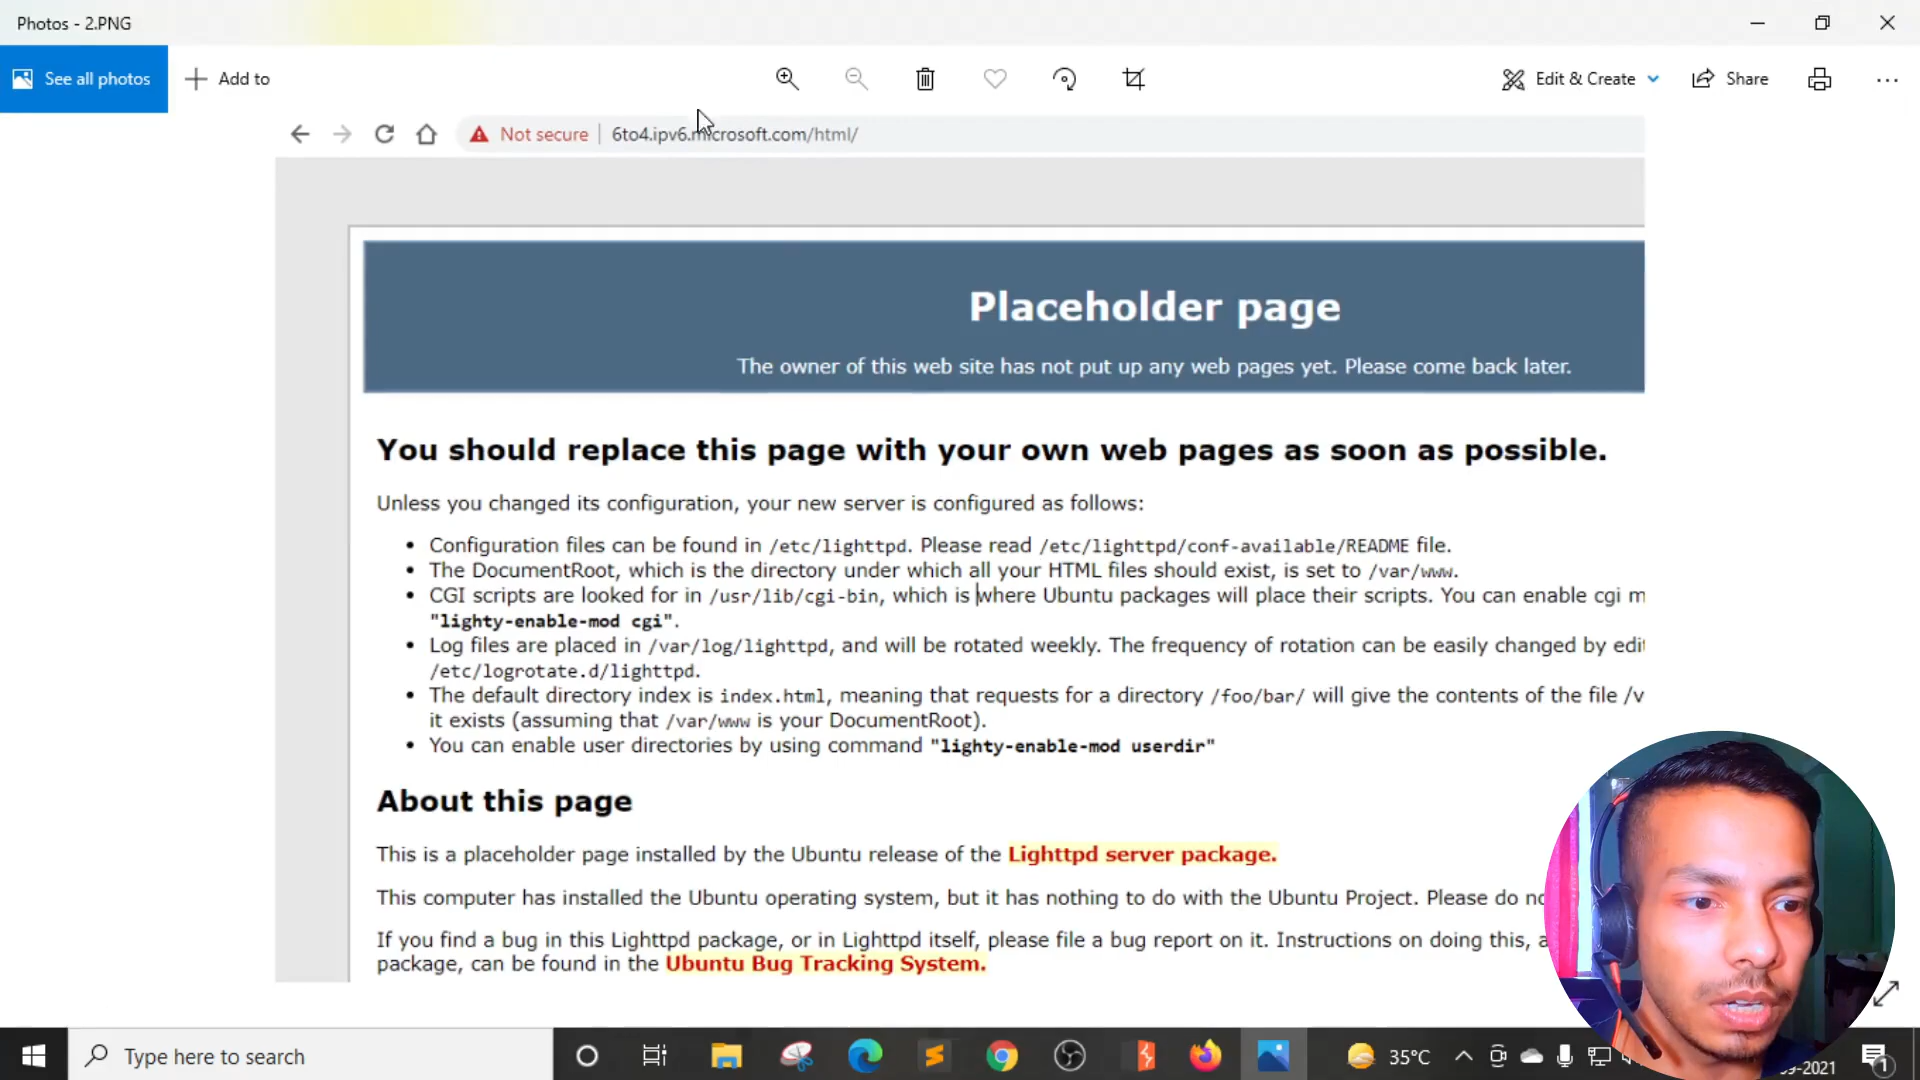 Photos - 2.PNG
See all photos
Add to
Edit & Create
Share
Not secure
6to4.ipv6.microsoft.com/html/
Placeholder page
The owner of this web site has not put up any web pages yet. Please come back later.
You should replace this page with your own web pages as soon as possible.
Unless you changed its configuration, your new server is configured as follows:
• Configuration files can be found in /etc/lighttpd. Please read /etc/lighttpd/conf-available/README file.
• The DocumentRoot, which is the directory under which all your HTML files should exist, is set to /var/www.
• CGI scripts are looked for in /usr/lib/cgi-bin, which is where Ubuntu packages will place their scripts. You can enable cgi m
"lighty-enable-mod cgi".
• Log files are placed in /var/log/lighttpd, and will be rotated weekly. The frequency of rotation can be easily changed by edi
/etc/logrotate.d/lighttpd.
• The default directory index is index.html, meaning that requests for a directory /foo/bar/ will give the contents of the file /v
it exists (assuming that /var/www is your DocumentRoot).
• You can enable user directories by using command "lighty-enable-mod userdir"
About this page
This is a placeholder page installed by the Ubuntu release of the Lighttpd server package.
This computer has installed the Ubuntu operating system, but it has nothing to do with the Ubuntu Project. Please do no
If you find a bug in this Lighttpd package, or in Lighttpd itself, please file a bug report on it. Instructions on doing this, a
package, can be found in the Ubuntu Bug Tracking System.
Type here to search
35°C
-2021
1